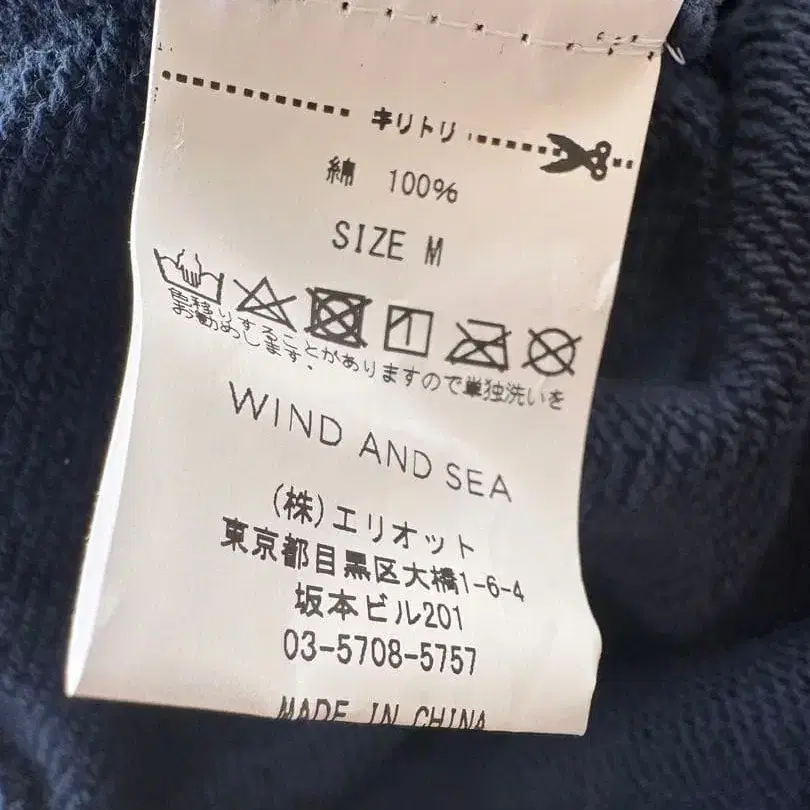 キリトリ
綿 100%
SIZE M
色移りすることがありますので単独洗いを
お勧めします.
WIND AND SEA
(株)エリオット
東京都目黒区大橋1-6-4
坂本ビル201
03-5708-5757
MADE IN CHINA